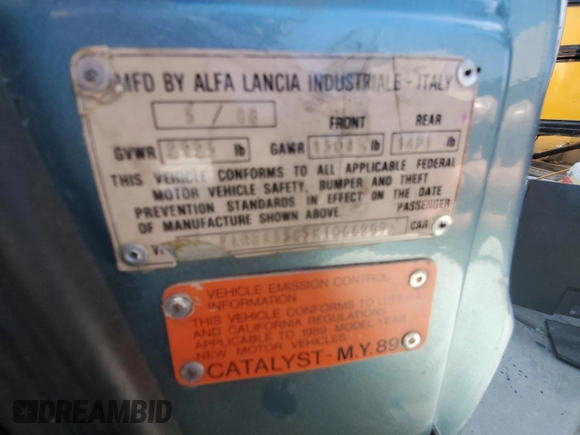 MFD BY ALFA LANCIA INDUSTRIALE - ITALY
5 / 88 FRONT REAR
GVWR lb GAWR lb lb
THIS VEHICLE CONFORMS TO ALL APPLICABLE FEDERAL
MOTOR VEHICLE SAFETY, BUMPER AND THEFT
PREVENTION STANDARDS IN EFFECT ON THE DATE
OF MANUFACTURE SHOWN ABOVE. PASSENGER
CAR
VEHICLE EMISSION CONTROL
INFORMATION
THIS VEHICLE CONFORMS TO
AND CALIFORNIA REGULATIONS
APPLICABLE TO 1989 MODEL YEAR
NEW MOTOR VEHICLES
CATALYST - M.Y. 89
DREAMBID